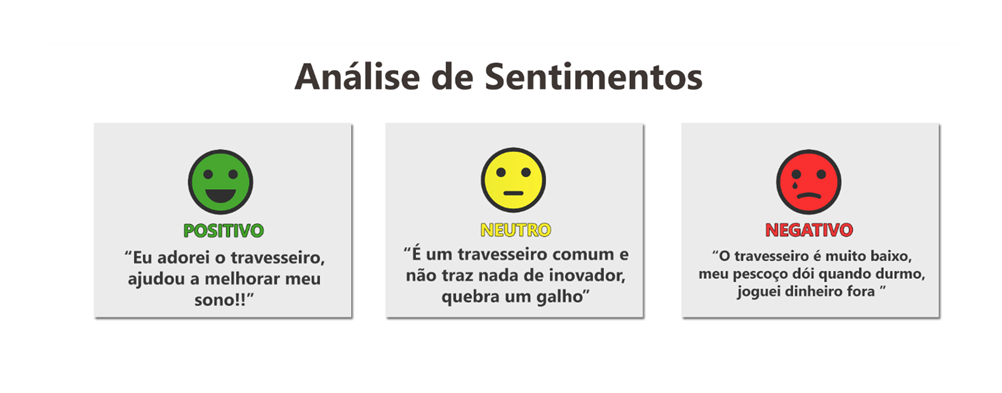 Análise de Sentimentos
POSITIVO
“Eu adorei o travesseiro,
ajudou a melhorar meu
sono!!”
NEUTRO
“É um travesseiro comum e
não traz nada de inovador,
quebra um galho”
NEGATIVO
“O travesseiro é muito baixo,
meu pescoço dói quando durmo,
joguei dinheiro fora ”